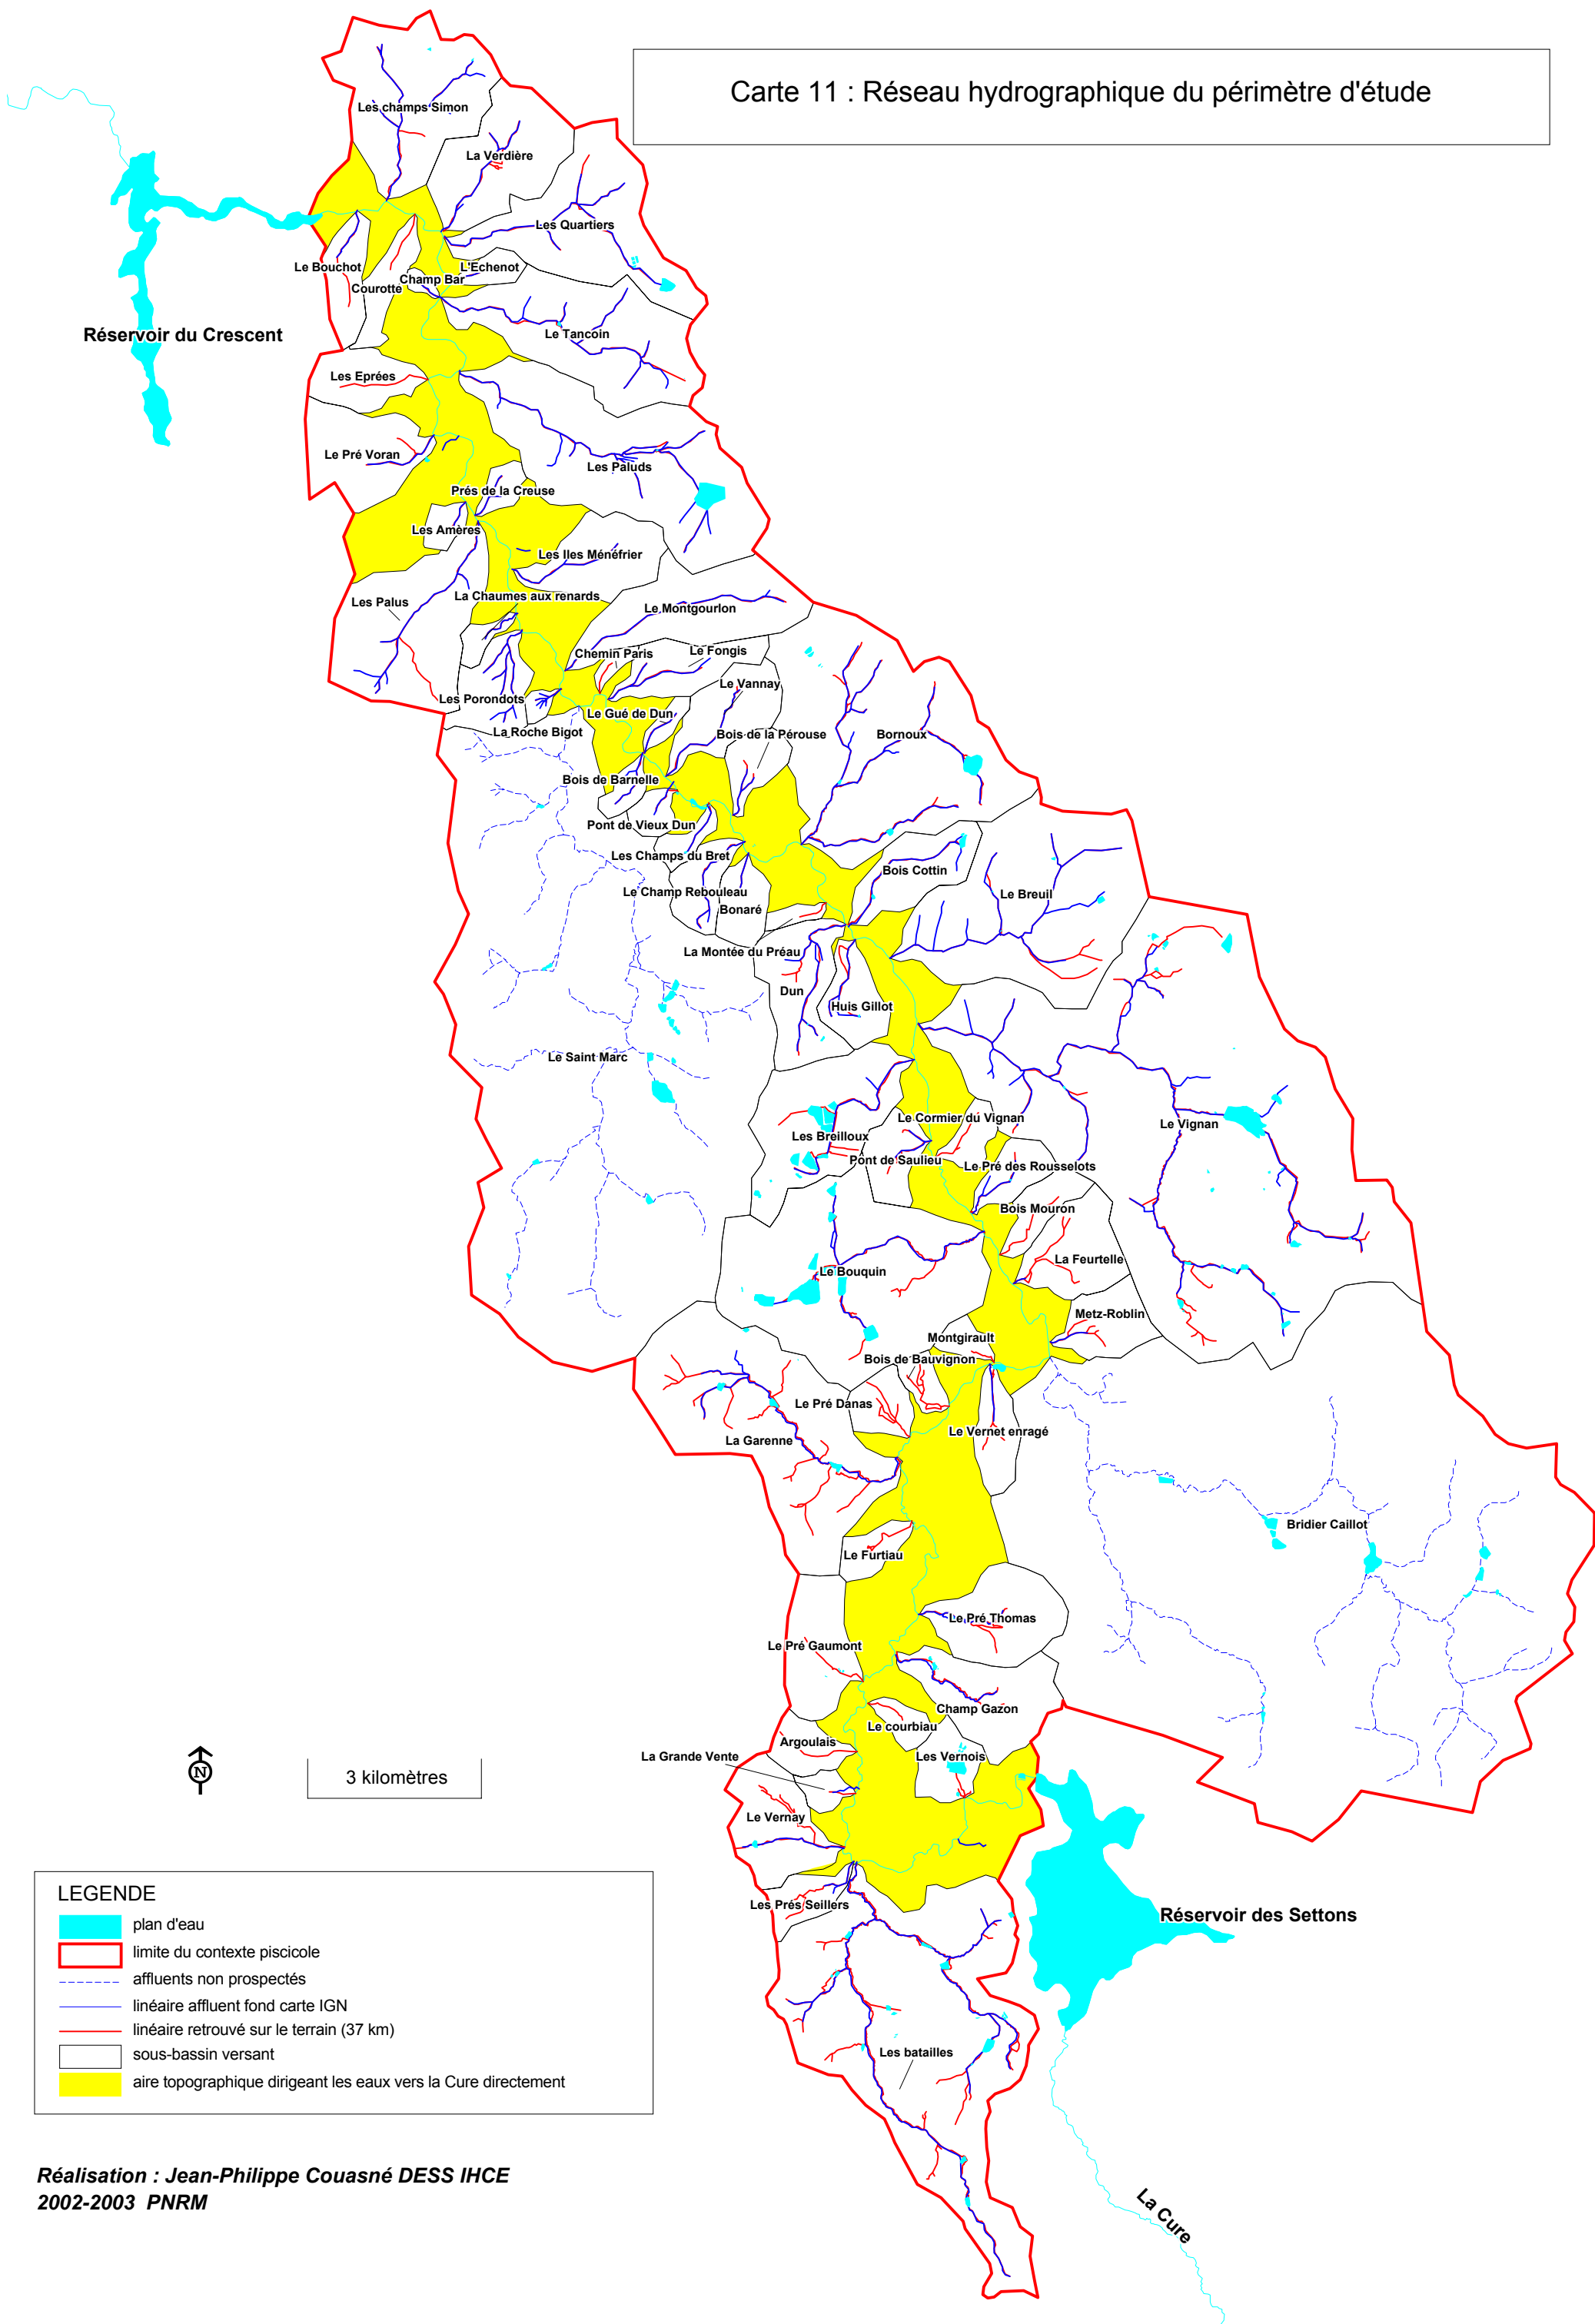 Carte 11 : Réseau hydrographique du périmètre d'étude
Les champs Simon
La Verdière
Les Quartiers
Le Bouchot
L'Echenot
Champ Bar
Courotte
Réservoir du Crescent
Le Tancoin
Les Eprées
Le Pré Voran
Les Paluds
Prés de la Creuse
Les Amères
Les Iles Ménéfrier
La Chaumes aux renards
Les Palus
Le Montgourlon
Chemin Paris
Le Fongis
Le Vannay
Les Porondots
Le Gué de Dun
La Roche Bigot
Bois de la Pérouse
Bornoux
Bois de Barnelle
Pont de Vieux Dun
Les Champs du Bret
Bois Cottin
Le Champ Rebouleau
Le Breuil
Bonaré
La Montée du Préau
Dun
Huis Gillot
Le Saint Marc
Le Cormier du Vignan
Le Vignan
Les Breilloux
Pont de Saulieu
Le Pré des Rousselots
Bois Mouron
La Feurtelle
Le Bouquin
Metz-Roblin
Montgirault
Bois de Bauvignon
Le Pré Danas
Le Vernet enragé
La Garenne
Bridier Caillot
Le Furtiau
Le Pré Thomas
Le Pré Gaumont
Champ Gazon
Le courbiau
Argoulais
La Grande Vente
Les Vernois
N
3 kilomètres
Le Vernay
Les Prés Seillers
Réservoir des Settons
Les batailles
La Cure
LEGENDE
plan d'eau
limite du contexte piscicole
affluents non prospectés
linéaire affluent fond carte IGN
linéaire retrouvé sur le terrain (37 km)
sous-bassin versant
aire topographique dirigeant les eaux vers la Cure directement
Réalisation : Jean-Philippe Couasné DESS IHCE
2002-2003 PNRM